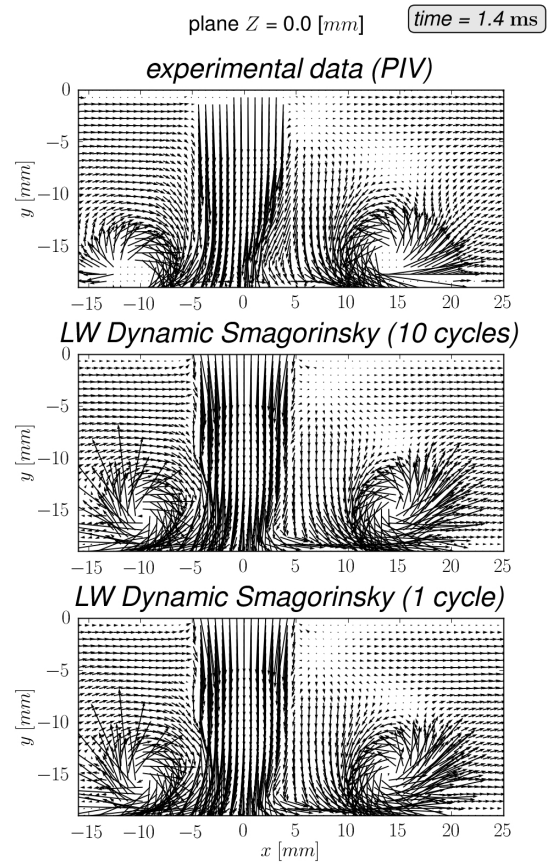 plane Z = 0.0 [mm]
time = 1.4 ms
experimental data (PIV)
0
−5
−10
−15
y [mm]
−15 −10 −5 0 5 10 15 20 25
LW Dynamic Smagorinsky (10 cycles)
0
−5
−10
−15
y [mm]
−15 −10 −5 0 5 10 15 20 25
LW Dynamic Smagorinsky (1 cycle)
0
−5
−10
−15
y [mm]
−15 −10 −5 0 5 10 15 20 25
x [mm]